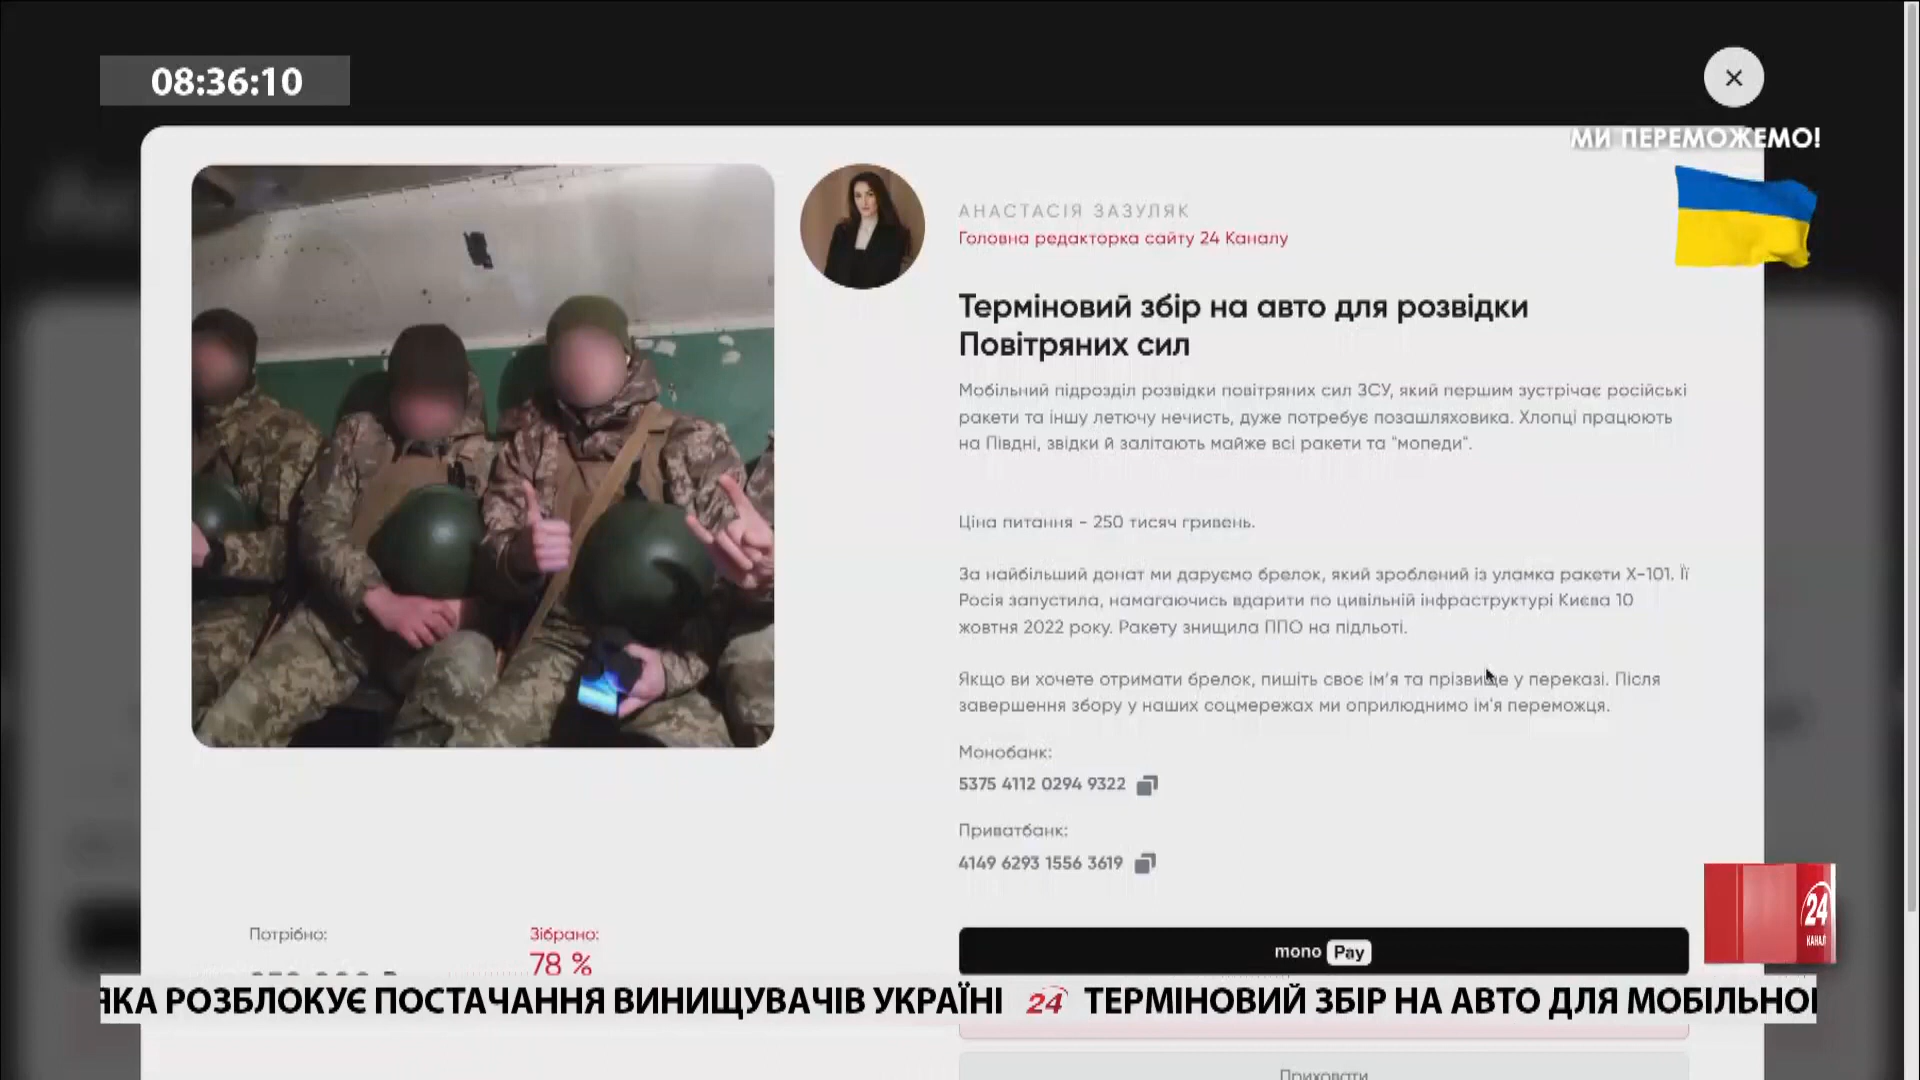 08:36:10
МИ ПЕРЕМОЖЕМО!
АНАСТАСІЯ ЗАЗУЛЯК
Головна редакторка сайту 24 Каналу
Терміновий збір на авто для розвідки
Повітряних сил
Мобільний підрозділ розвідки повітряних сил ЗСУ, який першим зустрічає російські
ракети та іншу летючу нечисть, дуже потребує позашляховика. Хлопці працюють
на Півдні, звідки й залітають майже всі ракети та "мопеди".
Ціна питання - 250 тисяч гривень.
За найбільший донат ми даруємо брелок, який зроблений із уламка ракети Х-101. Її
Росія запустила, намагаючись вдарити по цивільній інфраструктурі Києва 10
жовтня 2022 року. Ракету знищила ППО на підльоті.
Якщо ви хочете отримати брелок, пишіть своє ім'я та прізвище у переказі. Після
завершення збору у наших соцмережах ми оприлюднимо ім'я переможця.
Монобанк:
5375 4112 0294 9322
Приватбанк:
4149 6293 1556 3619
Потрібно:
Зібрано:
78 %
mono Pay
24
КАНАЛ
ЯКА РОЗБЛОКУЄ ПОСТАЧАННЯ ВИНИЩУВАЧІВ УКРАЇНІ 24 ТЕРМІНОВИЙ ЗБІР НА АВТО ДЛЯ МОБІЛЬНОЇ
Приховати